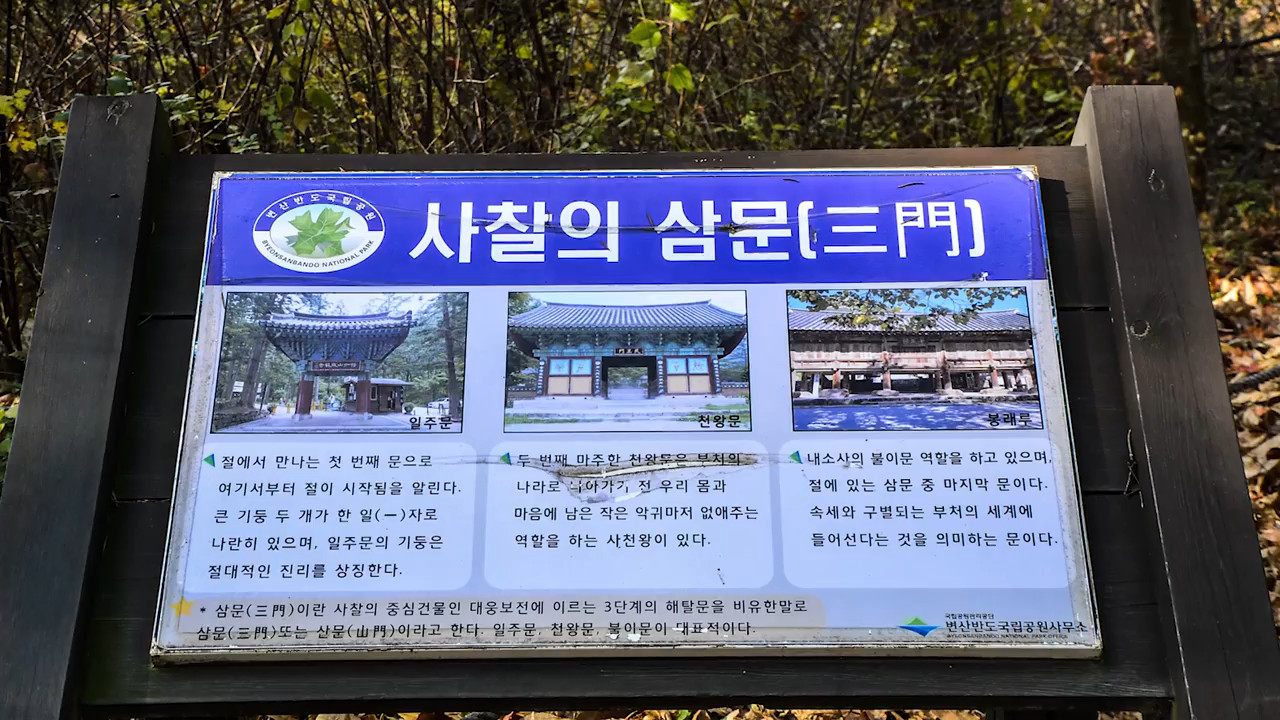 변산반도국립공원
BYEONSANBANDO NATIONAL PARK
사찰의 삼문(三門)
일주문
천왕문
봉래루
절에서 만나는 첫 번째 문으로
여기서부터 절이 시작됨을 알린다.
큰 기둥 두 개가 한 일(一)자로
나란히 있으며, 일주문의 기둥은
절대적인 진리를 상징한다.
두 번째 마주한 천왕문은 부처의
나라로 나아가기 전 우리 몸과
마음에 남은 작은 악귀마저 없애주는
역할을 하는 사천왕이 있다.
내소사의 불이문 역할을 하고 있으며,
절에 있는 삼문 중 마지막 문이다.
속세와 구별되는 부처의 세계에
들어선다는 것을 의미하는 문이다.
* 삼문(三門)이란 사찰의 중심건물인 대웅보전에 이르는 3단계의 해탈문을 비유한말로
삼문(三門)또는 산문(山門)이라고 한다. 일주문, 천왕문, 불이문이 대표적이다.
국립공원관리공단
변산반도국립공원사무소
BYEONSANBANDO NATIONAL PARK OFFICE